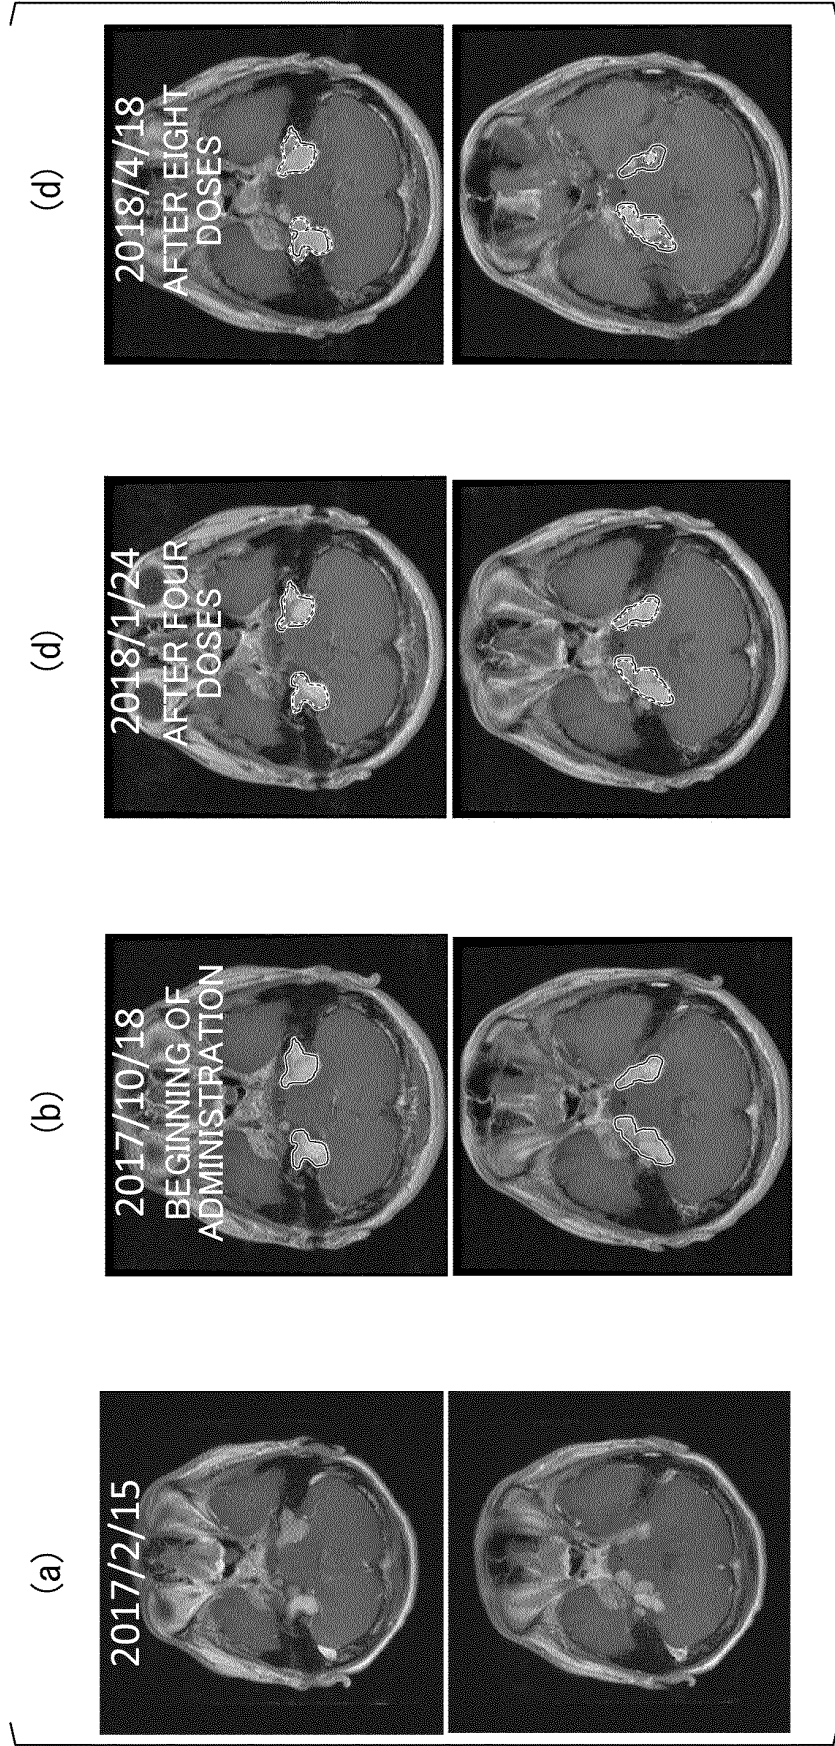 (a)
2017/2/15
(b)
2017/10/18
BEGINNING OF
ADMINISTRATION
(d)
2018/1/24
AFTER FOUR
DOSES
(d)
2018/4/18
AFTER EIGHT
DOSES